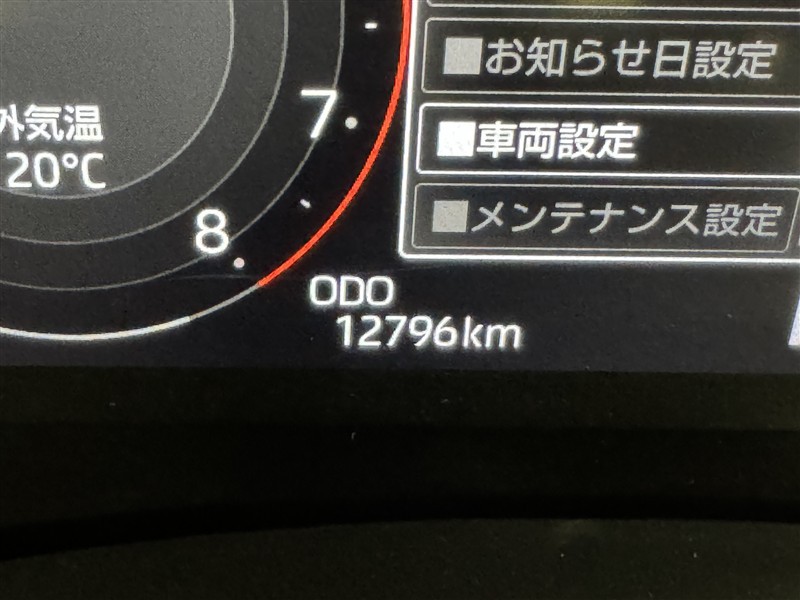 ■お知らせ日設定
7
■車両設定
外気温
20°C
■メンテナンス設定
8
ODO
12796km